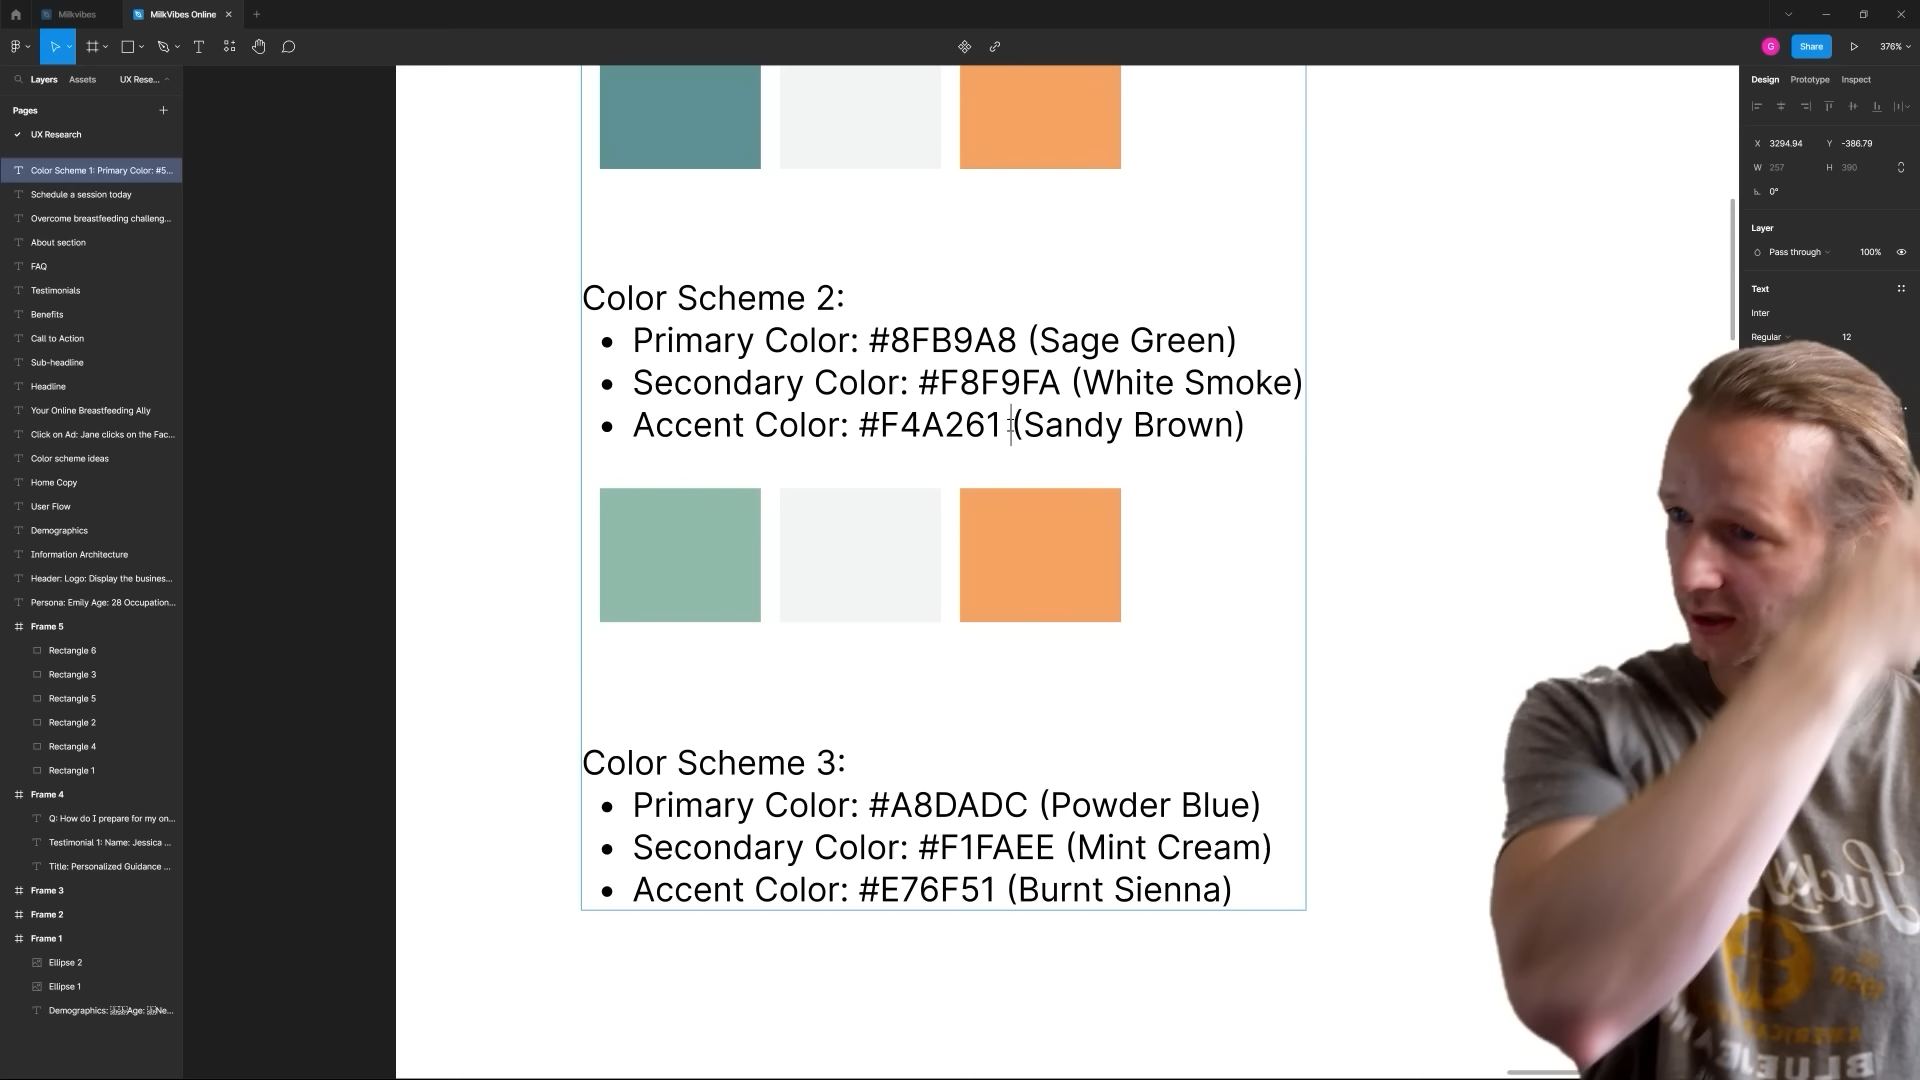 Milkvibes
MilkVibes Online
G
Share
376%
Layers
Assets
UX Rese...
Pages
UX Research
Color Scheme 1: Primary Color: #5...
Schedule a session today
Overcome breastfeeding challeng...
About section
FAQ
Testimonials
Benefits
Call to Action
Sub-headline
Headline
Your Online Breastfeeding Ally
Click on Ad: Jane clicks on the Fac...
Color scheme ideas
Home Copy
User Flow
Demographics
Information Architecture
Header: Logo: Display the busines...
Persona: Emily Age: 28 Occupation...
Frame 5
Rectangle 6
Rectangle 3
Rectangle 5
Rectangle 2
Rectangle 4
Rectangle 1
Frame 4
Q: How do I prepare for my on...
Testimonial 1: Name: Jessica ...
Title: Personalized Guidance ...
Frame 3
Frame 2
Frame 1
Ellipse 2
Ellipse 1
Demographics: Age: Ne...
Color Scheme 2:
• Primary Color: #8FB9A8 (Sage Green)
• Secondary Color: #F8F9FA (White Smoke)
• Accent Color: #F4A261 (Sandy Brown)
Color Scheme 3:
• Primary Color: #A8DADC (Powder Blue)
• Secondary Color: #F1FAEE (Mint Cream)
• Accent Color: #E76F51 (Burnt Sienna)
Design
Prototype
Inspect
X 3294.94 Y -386.79
W 257 H 390
0°
Layer
Pass through 100%
Text
Inter
Regular 12
Lucky
BLUEJEA